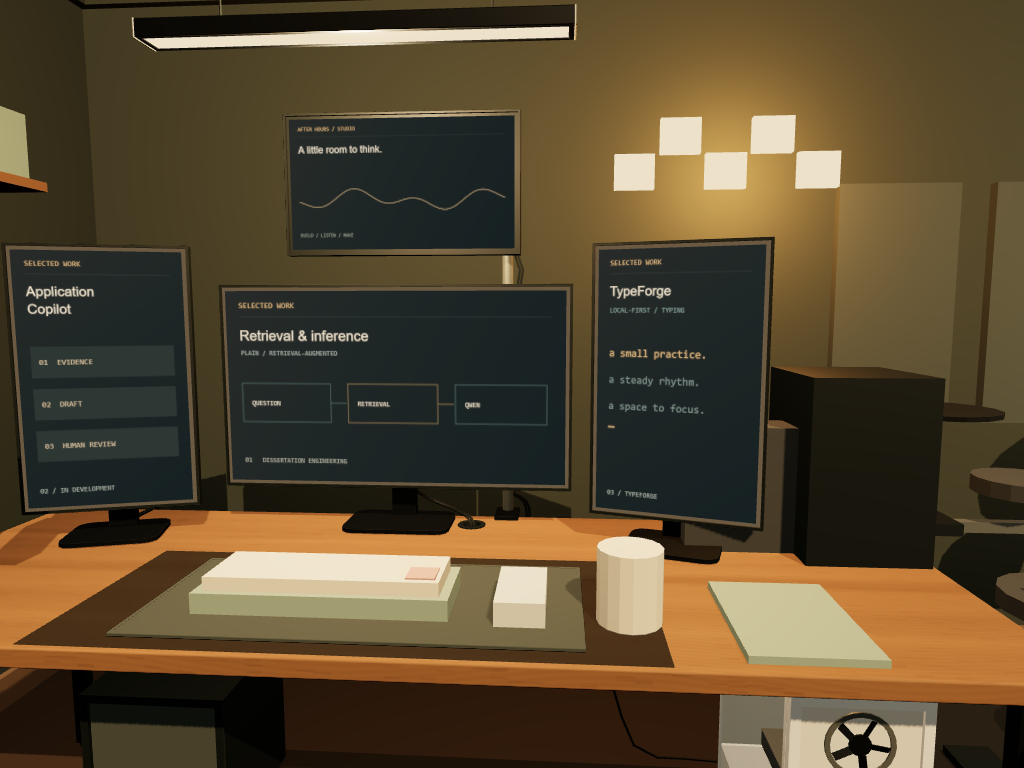 AFTER HOURS / STUDIO
A little room to think.
BUILD / LISTEN / MAKE
SELECTED WORK
Application
Copilot
01 EVIDENCE
02 DRAFT
03 HUMAN REVIEW
02 / IN DEVELOPMENT
SELECTED WORK
Retrieval & inference
PLAIN / RETRIEVAL-AUGMENTED
QUESTION
RETRIEVAL
QWEN
01 DISSERTATION ENGINEERING
SELECTED WORK
TypeForge
LOCAL-FIRST / TYPING
a small practice.
a steady rhythm.
a space to focus.
03 / TYPEFORGE